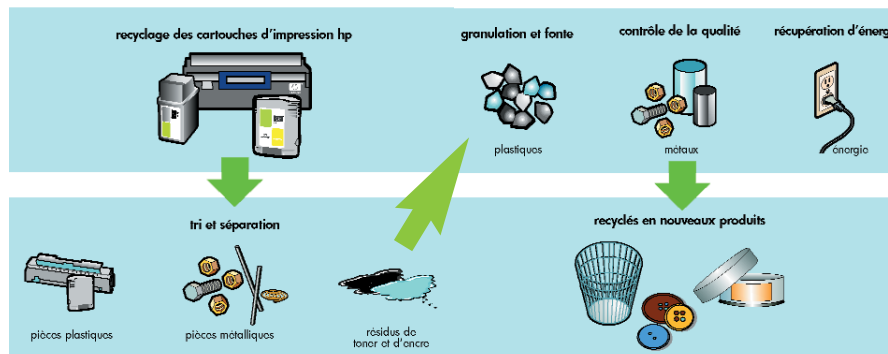 recyclage des cartouches d'impression hp
granulation et fonte
contrôle de la qualité
récupération d'énerg
plastiques
métaux
énergie
tri et séparation
recyclés en nouveaux produits
pièces plastiques
pièces métalliques
résidus de
toner et d'encre